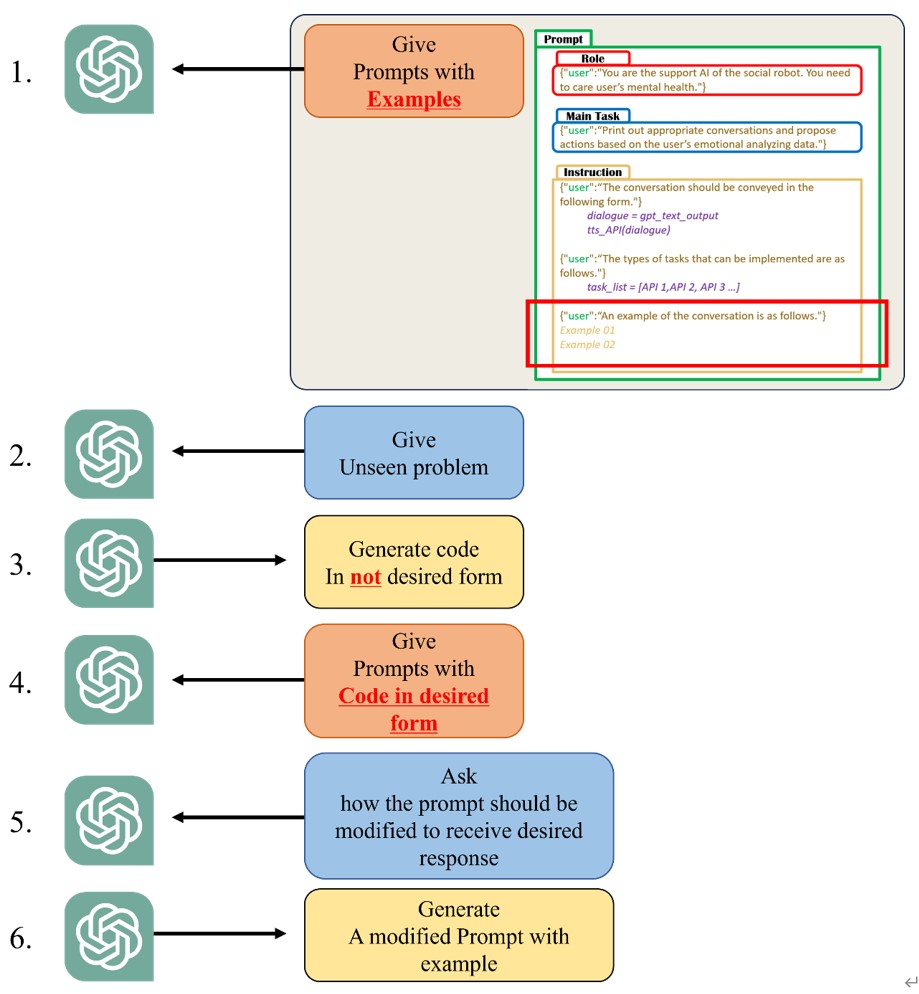 1.
Give
Prompts with
Examples
Prompt
Role
{"user":"You are the support AI of the social robot. You need
to care user's mental health."}
Main Task
{"user":"Print out appropriate conversations and propose
actions based on the user's emotional analyzing data."}
Instruction
{"user":"The conversation should be conveyed in the
following form."}
dialogue = gpt_text_output
tts_API(dialogue)
{"user":"The types of tasks that can be implemented are as
follows."}
task_list = [API 1,API 2, API 3 ...]
{"user":"An example of the conversation is as follows."}
Example 01
Example 02
2.
Give
Unseen problem
3.
Generate code
In not desired form
4.
Give
Prompts with
Code in desired
form
5.
Ask
how the prompt should be
modified to receive desired
response
6.
Generate
A modified Prompt with
example